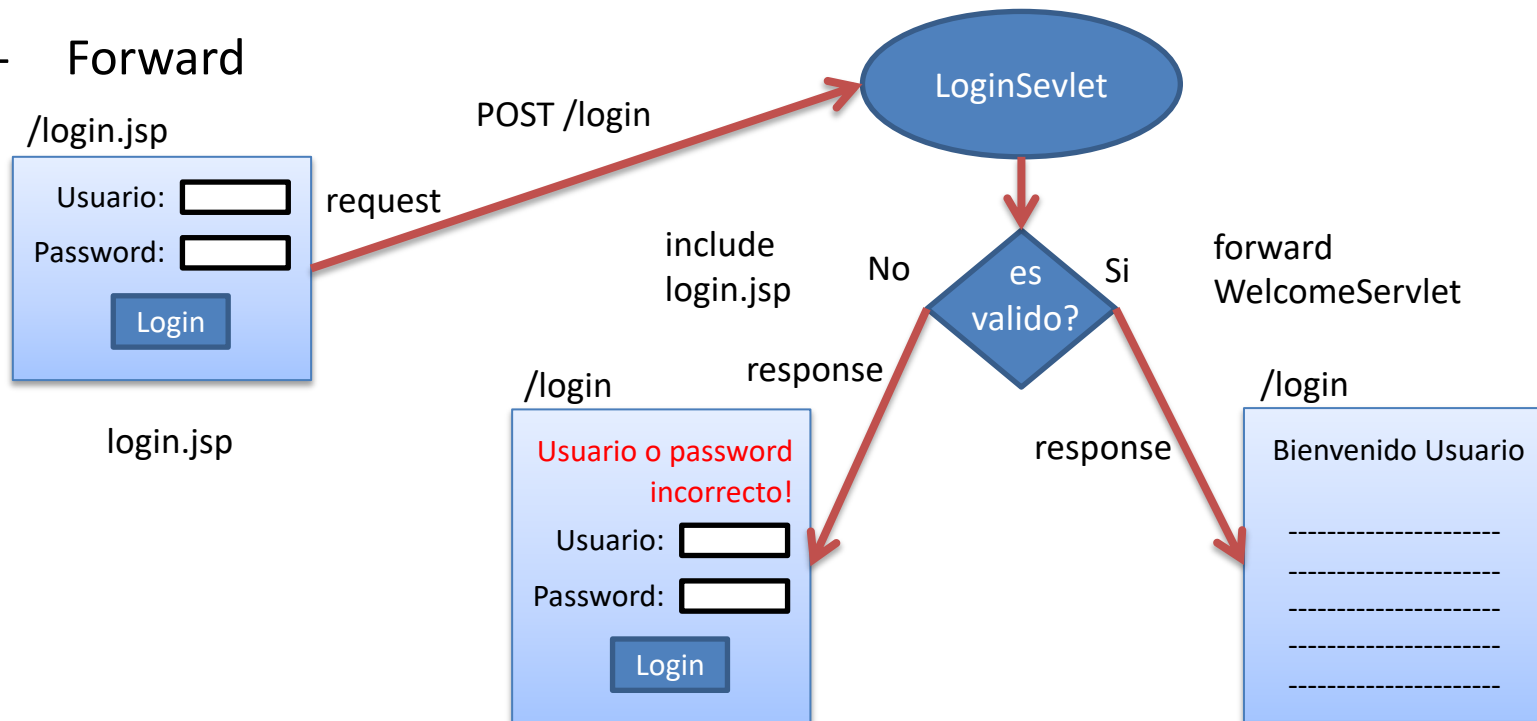 - Forward
/login.jsp
Usuario:
Password:
Login
login.jsp
request
POST /login
LoginSevlet
es
valido?
No
Si
include
login.jsp
forward
WelcomeServlet
response
/login
Usuario o password
incorrecto!
Usuario:
Password:
Login
response
/login
Bienvenido Usuario
----------------------
----------------------
----------------------
----------------------
----------------------